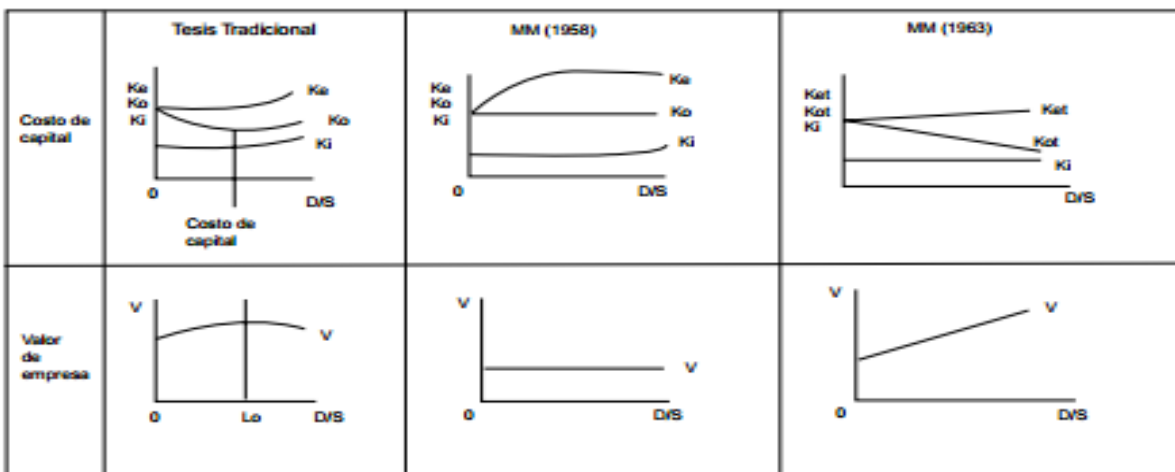 Tesis Tradicional
MM (1958)
MM (1963)
Costo de
capital
Ke
Ko
Ki
Ke
Ko
Ki
0
D/S
Costo de
capital
Ke
Ko
Ki
Ke
Ko
Ki
0
D/S
Ket
Kot
Ki
Ket
Kot
Ki
0
D/S
Valor
de
empresa
V
V
0
Lo
D/S
V
V
0
D/S
V
V
0
D/S